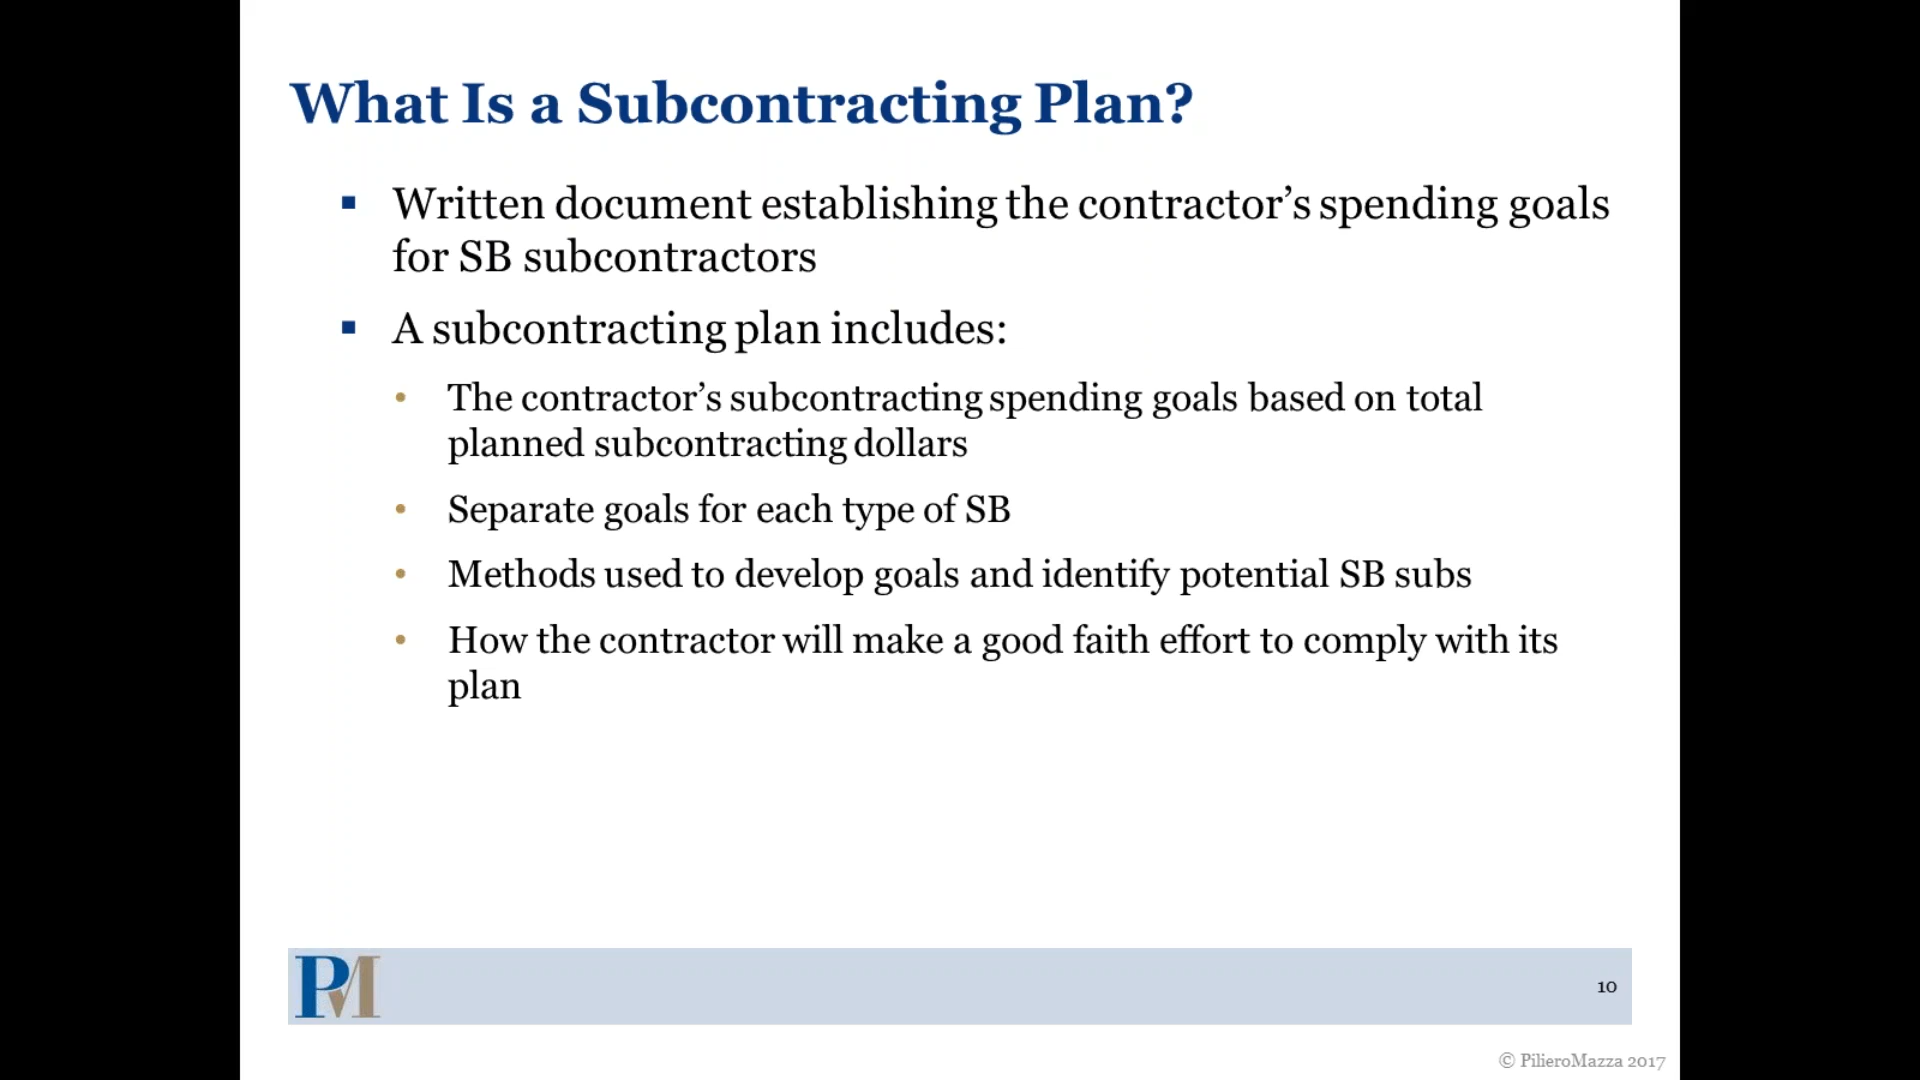 What Is a Subcontracting Plan?
▪ Written document establishing the contractor’s spending goals
for SB subcontractors
▪ A subcontracting plan includes:
• The contractor’s subcontracting spending goals based on total
planned subcontracting dollars
• Separate goals for each type of SB
• Methods used to develop goals and identify potential SB subs
• How the contractor will make a good faith effort to comply with its
plan
PM
10
© PilieroMazza 2017